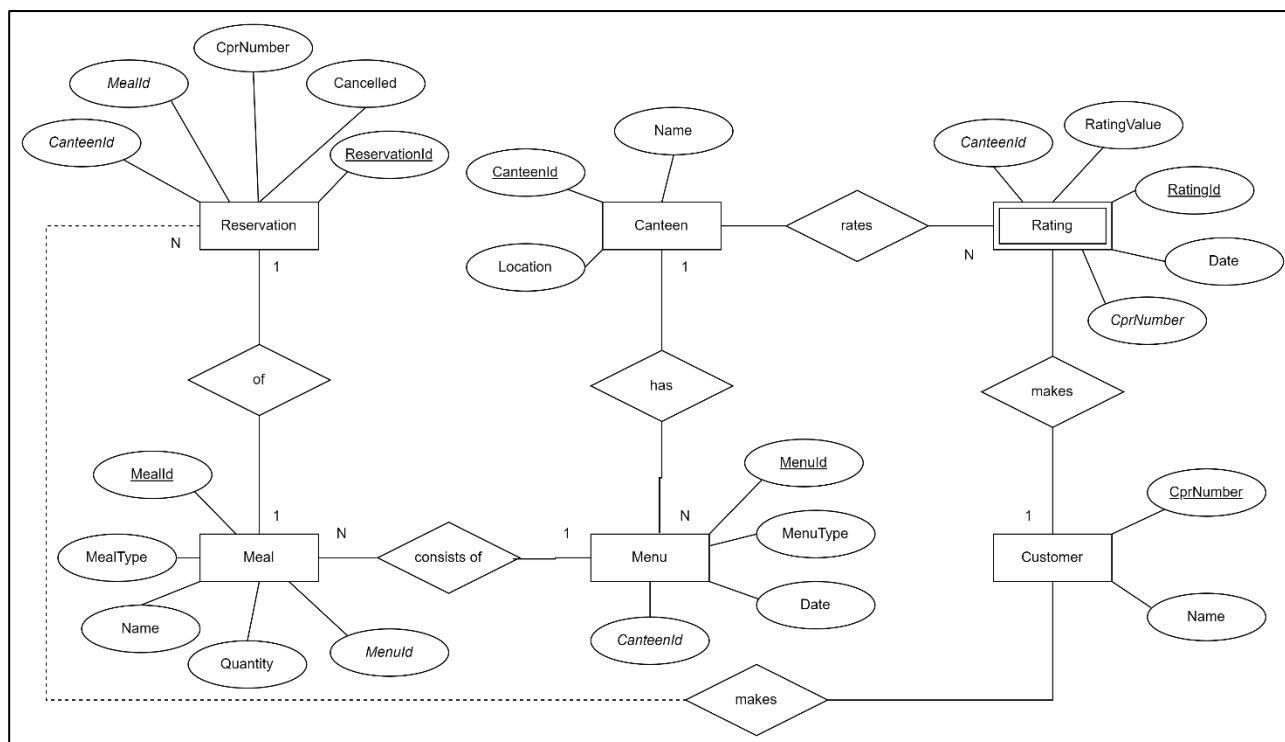 CprNumber
MealId
Cancelled
CanteenId
ReservationId
Reservation
N
1
of
1
MealId
MealType
Meal
Name
Quantity
MenuId
N
consists of
1
Name
CanteenId
Canteen
Location
1
has
N
MenuId
MenuType
Menu
Date
CanteenId
rates
N
CanteenId
RatingValue
RatingId
Rating
Date
CprNumber
makes
1
CprNumber
Customer
Name
makes